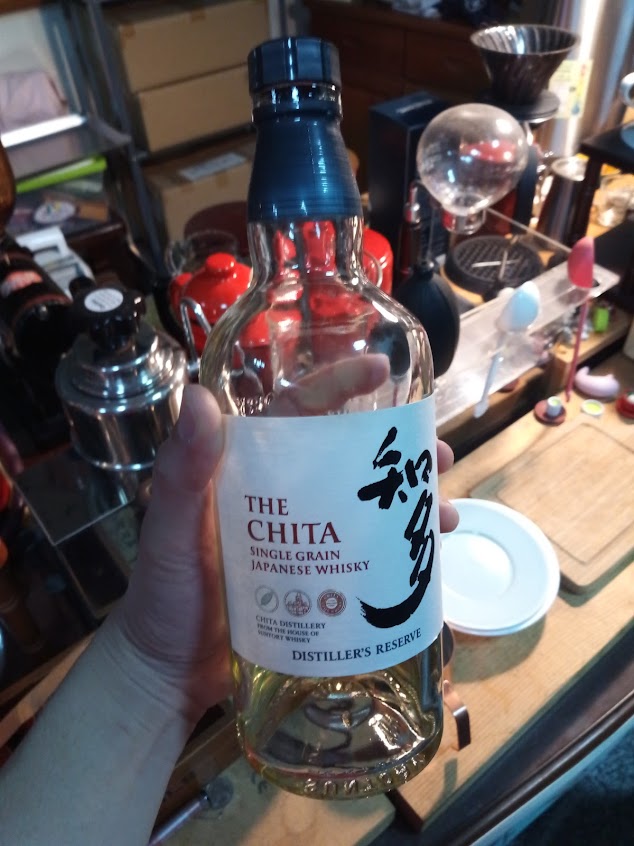 知多
THE
CHITA
SINGLE GRAIN
JAPANESE WHISKY
CHITA DISTILLERY
FROM THE HOUSE OF
SUNTORY WHISKY
DISTILLER'S RESERVE